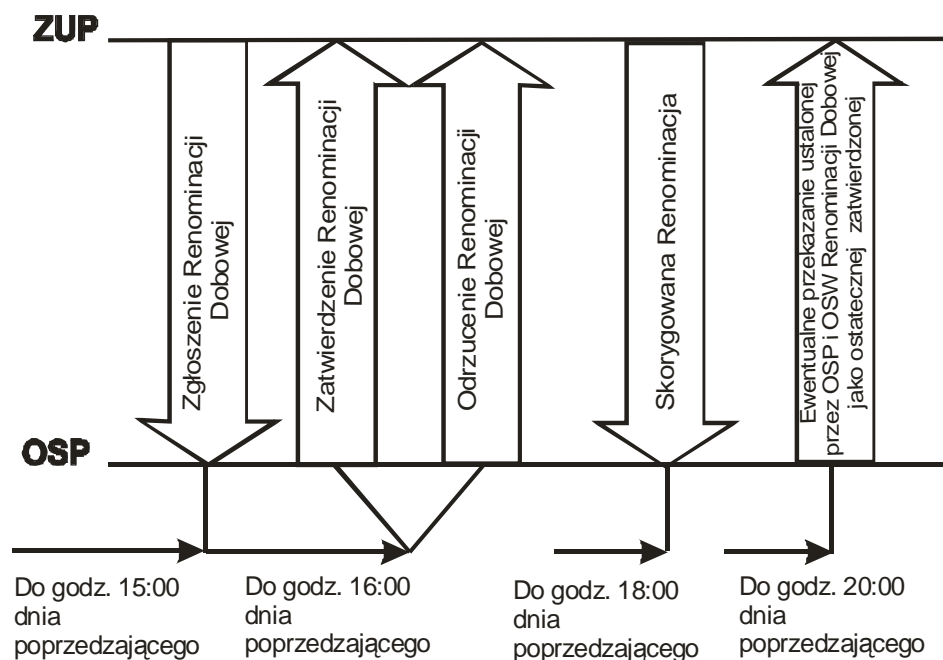 ZUP
Zgłoszenie Renominacji
Dobowej
Zatwierdzenie Renominacji
Dobowej
Odrzucenie Renominacji
Dobowej
Skorygowana Renominacja
Ewentualne przekazanie ustalonej
przez OSP i OSW Renominacji Dobowej
jako ostatecznej zatwierdzonej
OSP
Do godz. 15:00
dnia
poprzedzającego
Do godz. 16:00
dnia
poprzedzającego
Do godz. 18:00
dnia
poprzedzającego
Do godz. 20:00
dnia
poprzedzającego